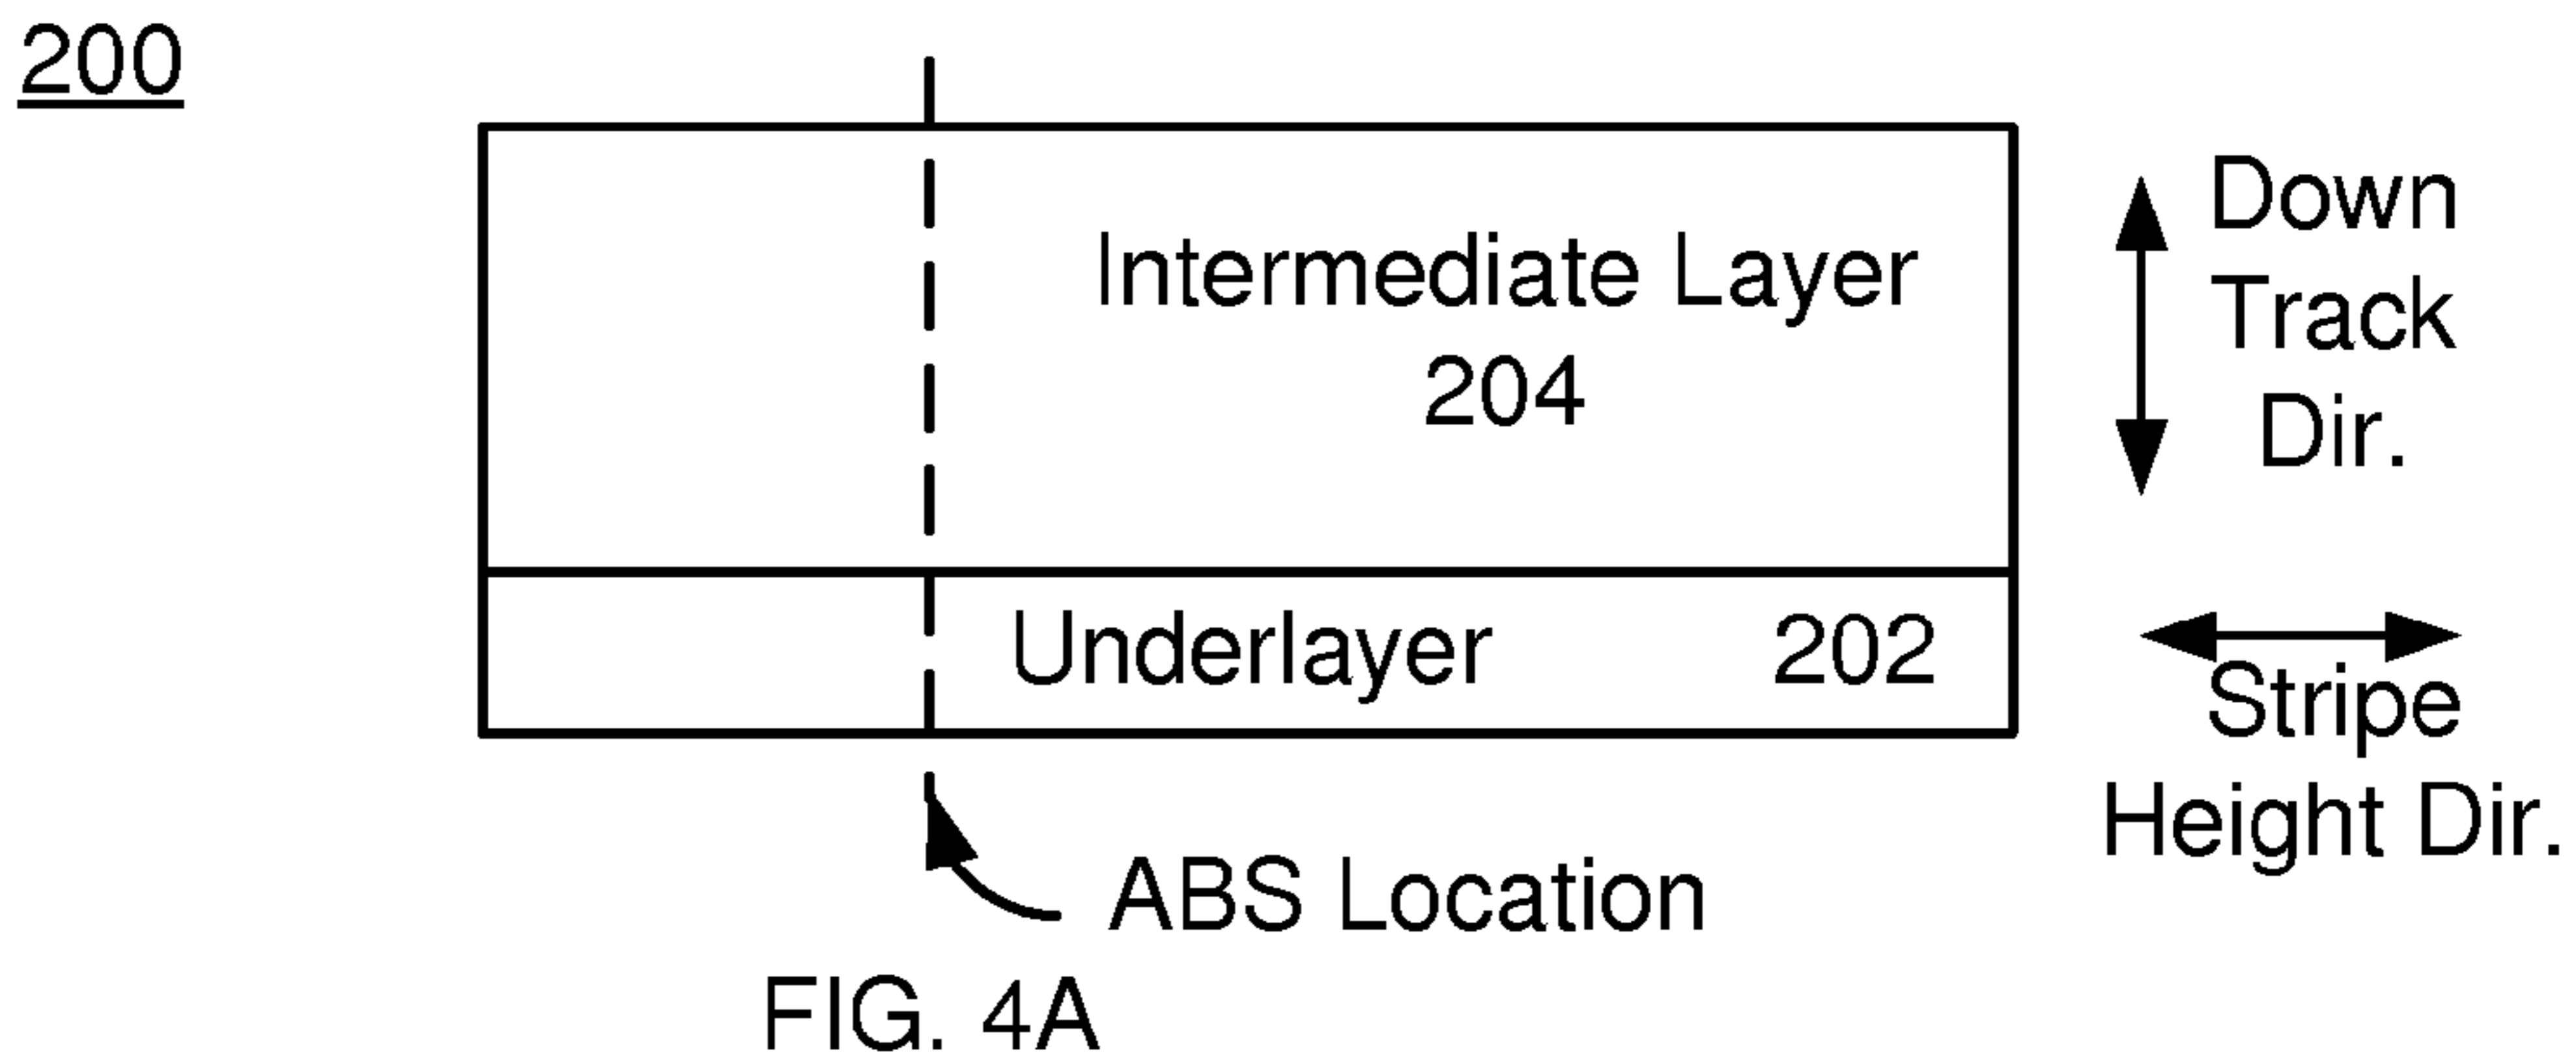 200
Intermediate Layer
204
Down
Track
Dir.
Underlayer 202
Stripe
Height Dir.
ABS Location
FIG. 4A